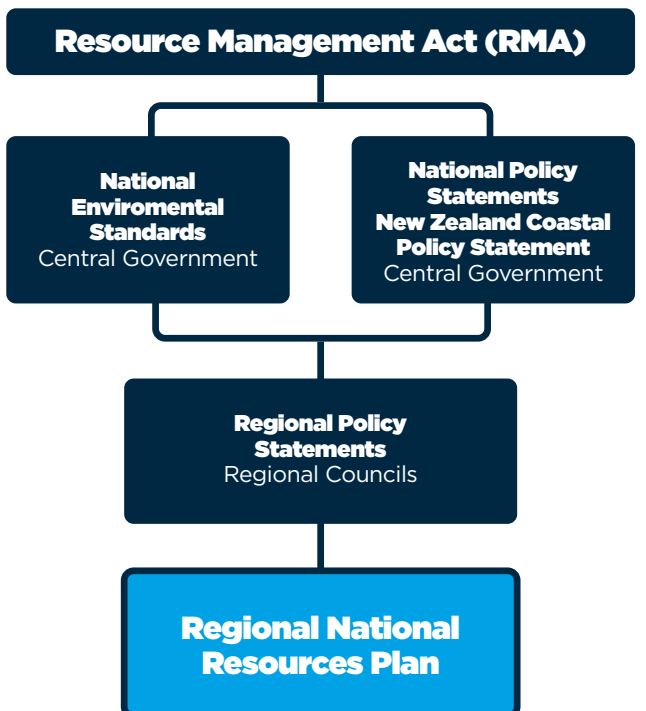 Resource Management Act (RMA)
National
Enviromental
Standards
Central Government
National Policy
Statements
New Zealand Coastal
Policy Statement
Central Government
Regional Policy
Statements
Regional Councils
Regional National
Resources Plan